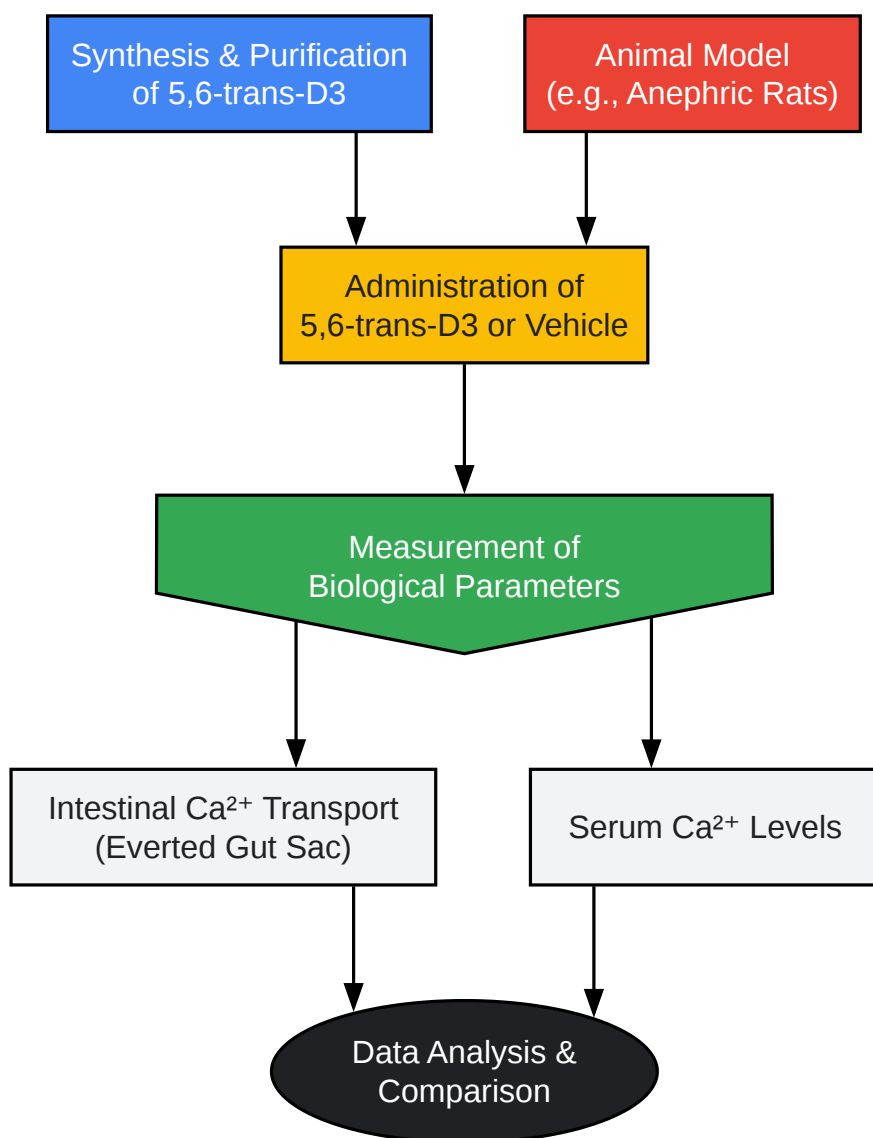 Synthesis & Purification
of 5,6-trans-D3
Animal Model
(e.g., Anephric Rats)
Administration of
5,6-trans-D3 or Vehicle
Measurement of
Biological Parameters
Intestinal Ca²⁺ Transport
(Everted Gut Sac)
Serum Ca²⁺ Levels
Data Analysis &
Comparison